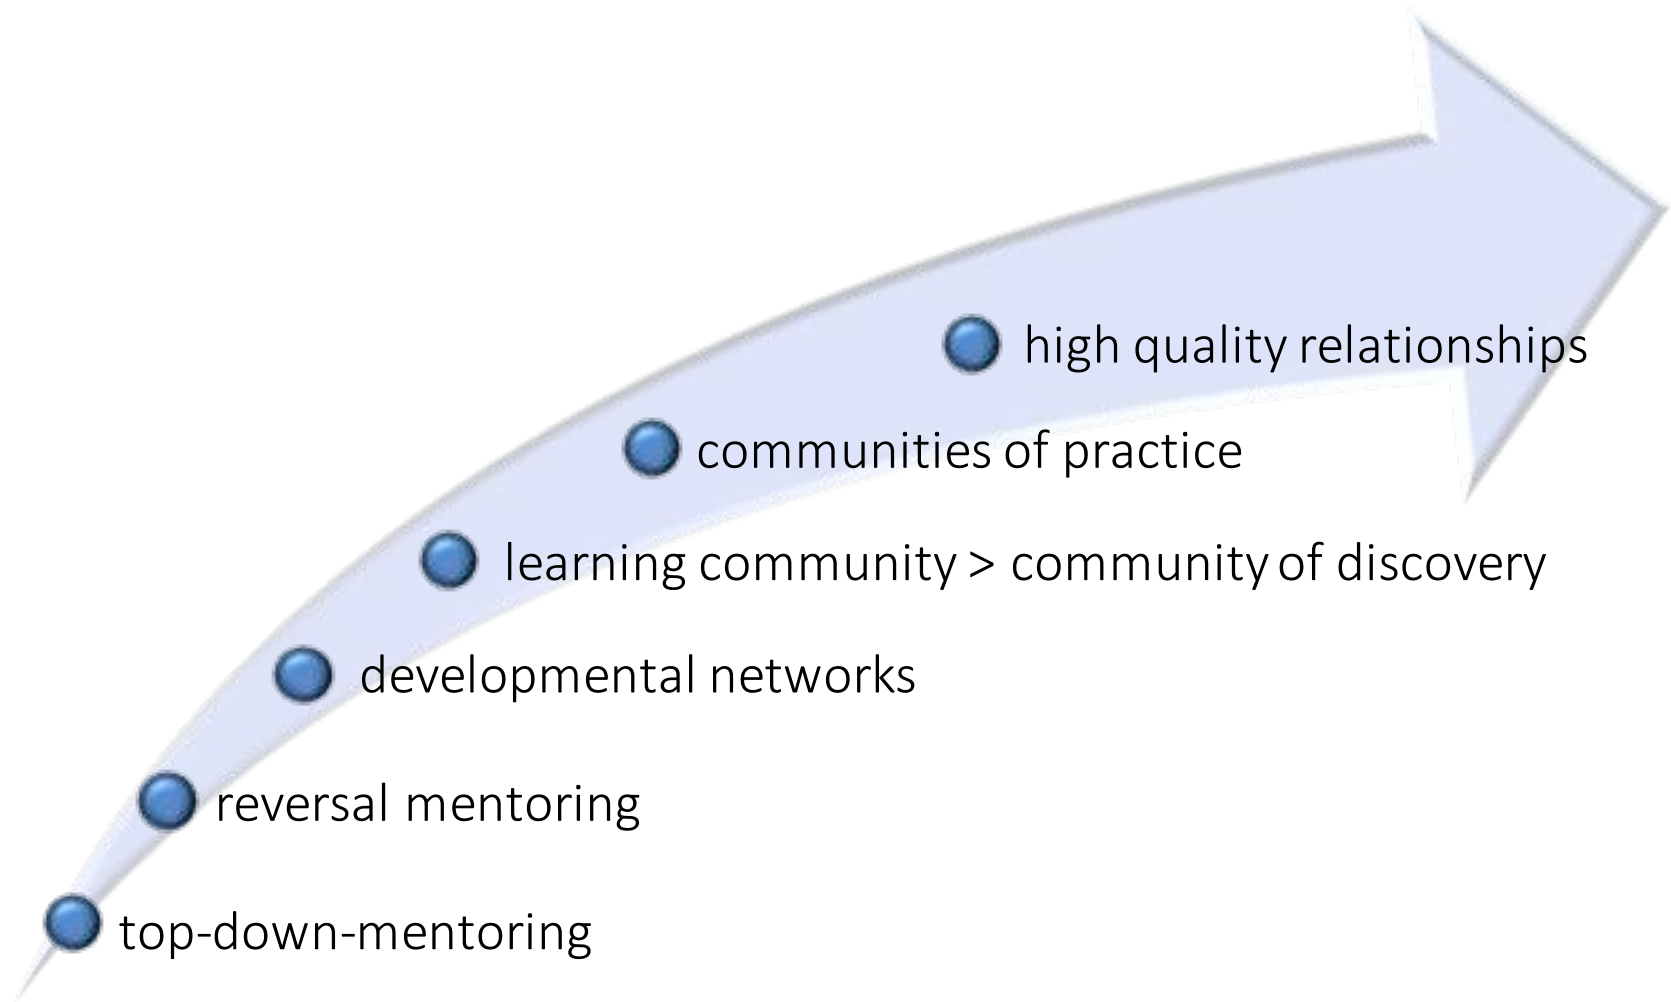 high quality relationships
communities of practice
learning community > community of discovery
developmental networks
reversal mentoring
top-down-mentoring